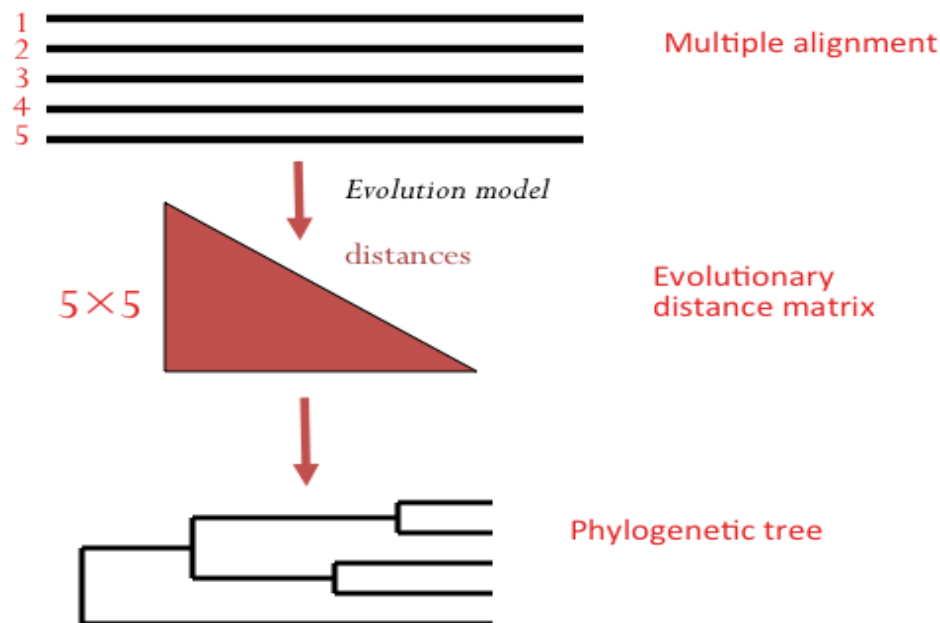 1
2
3
4
5
Multiple alignment
Evolution model
distances
5×5
Evolutionary
distance matrix
Phylogenetic tree